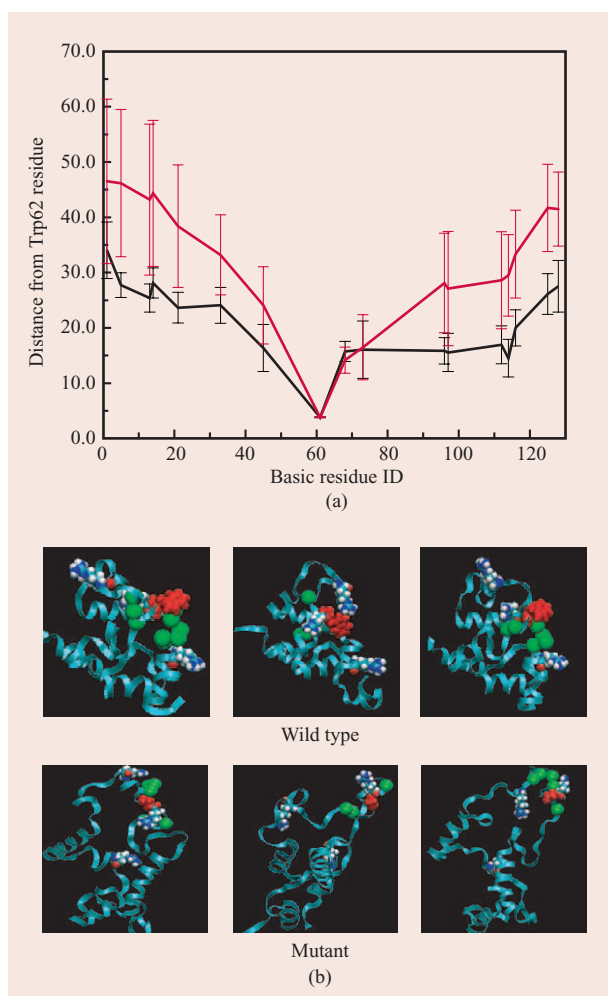 70.0
60.0
50.0
40.0
30.0
20.0
10.0
0.0
Distance from Trp62 residue
0 20 40 60 80 100 120
Basic residue ID
(a)
Wild type
Mutant
(b)